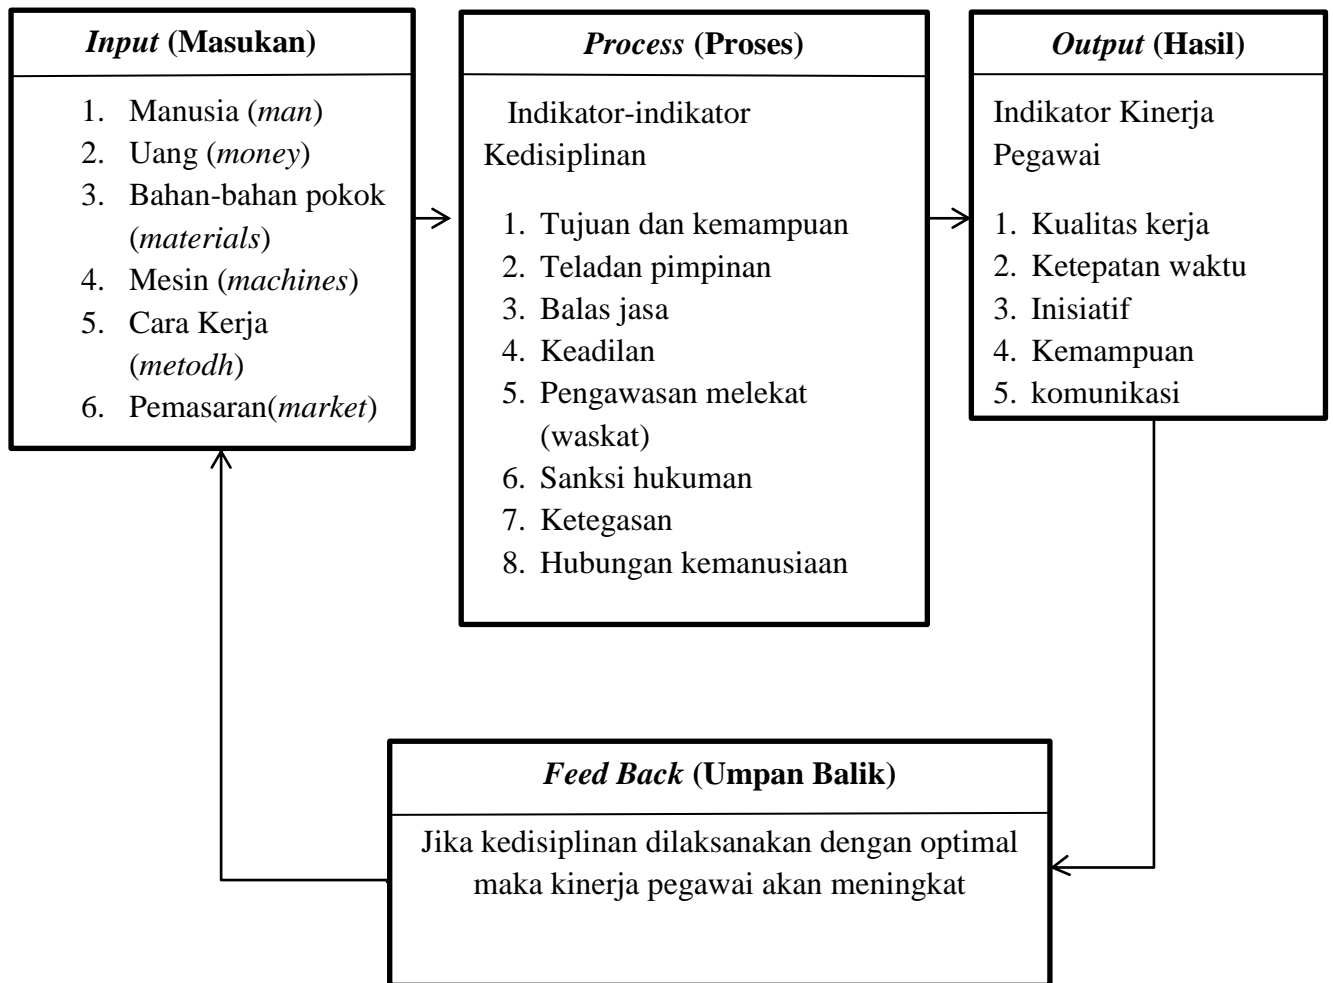 Input (Masukan)
1. Manusia (man)
2. Uang (money)
3. Bahan-bahan pokok
(materials)
4. Mesin (machines)
5. Cara Kerja
(metodh)
6. Pemasaran(market)
Process (Proses)
Indikator-indikator
Kedisiplinan
1. Tujuan dan kemampuan
2. Teladan pimpinan
3. Balas jasa
4. Keadilan
5. Pengawasan melekat
(waskat)
6. Sanksi hukuman
7. Ketegasan
8. Hubungan kemanusiaan
Output (Hasil)
Indikator Kinerja
Pegawai
1. Kualitas kerja
2. Ketepatan waktu
3. Inisiatif
4. Kemampuan
5. komunikasi
Feed Back (Umpan Balik)
Jika kedisiplinan dilaksanakan dengan optimal
maka kinerja pegawai akan meningkat